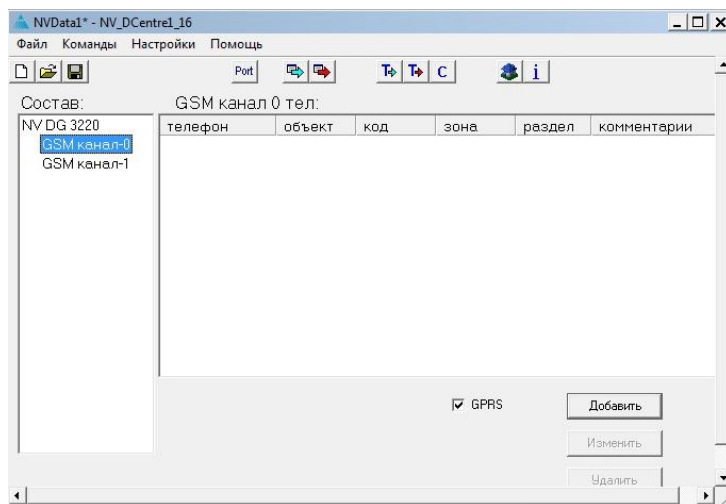 NVData1* - NV_DCentre1_16
Файл Команды Настройки Помощь
Port T T C i
Состав: GSM канал 0 тел:
NV DG 3220 телефон объект код зона раздел комментарии
GSM канал-0
GSM канал-1
GPRS Добавить
Изменить
Удалить